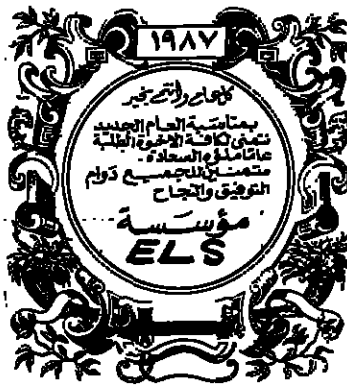 ١٩٨٧
كل عام وأنتم بخير
بمناسبة العام الجديد
نتمنى لكافة الاخوة الطلبة
عاما ملؤه السعادة .
متمنين للجميع دوام
التوفيق والنجاح
مؤسسة
ELS